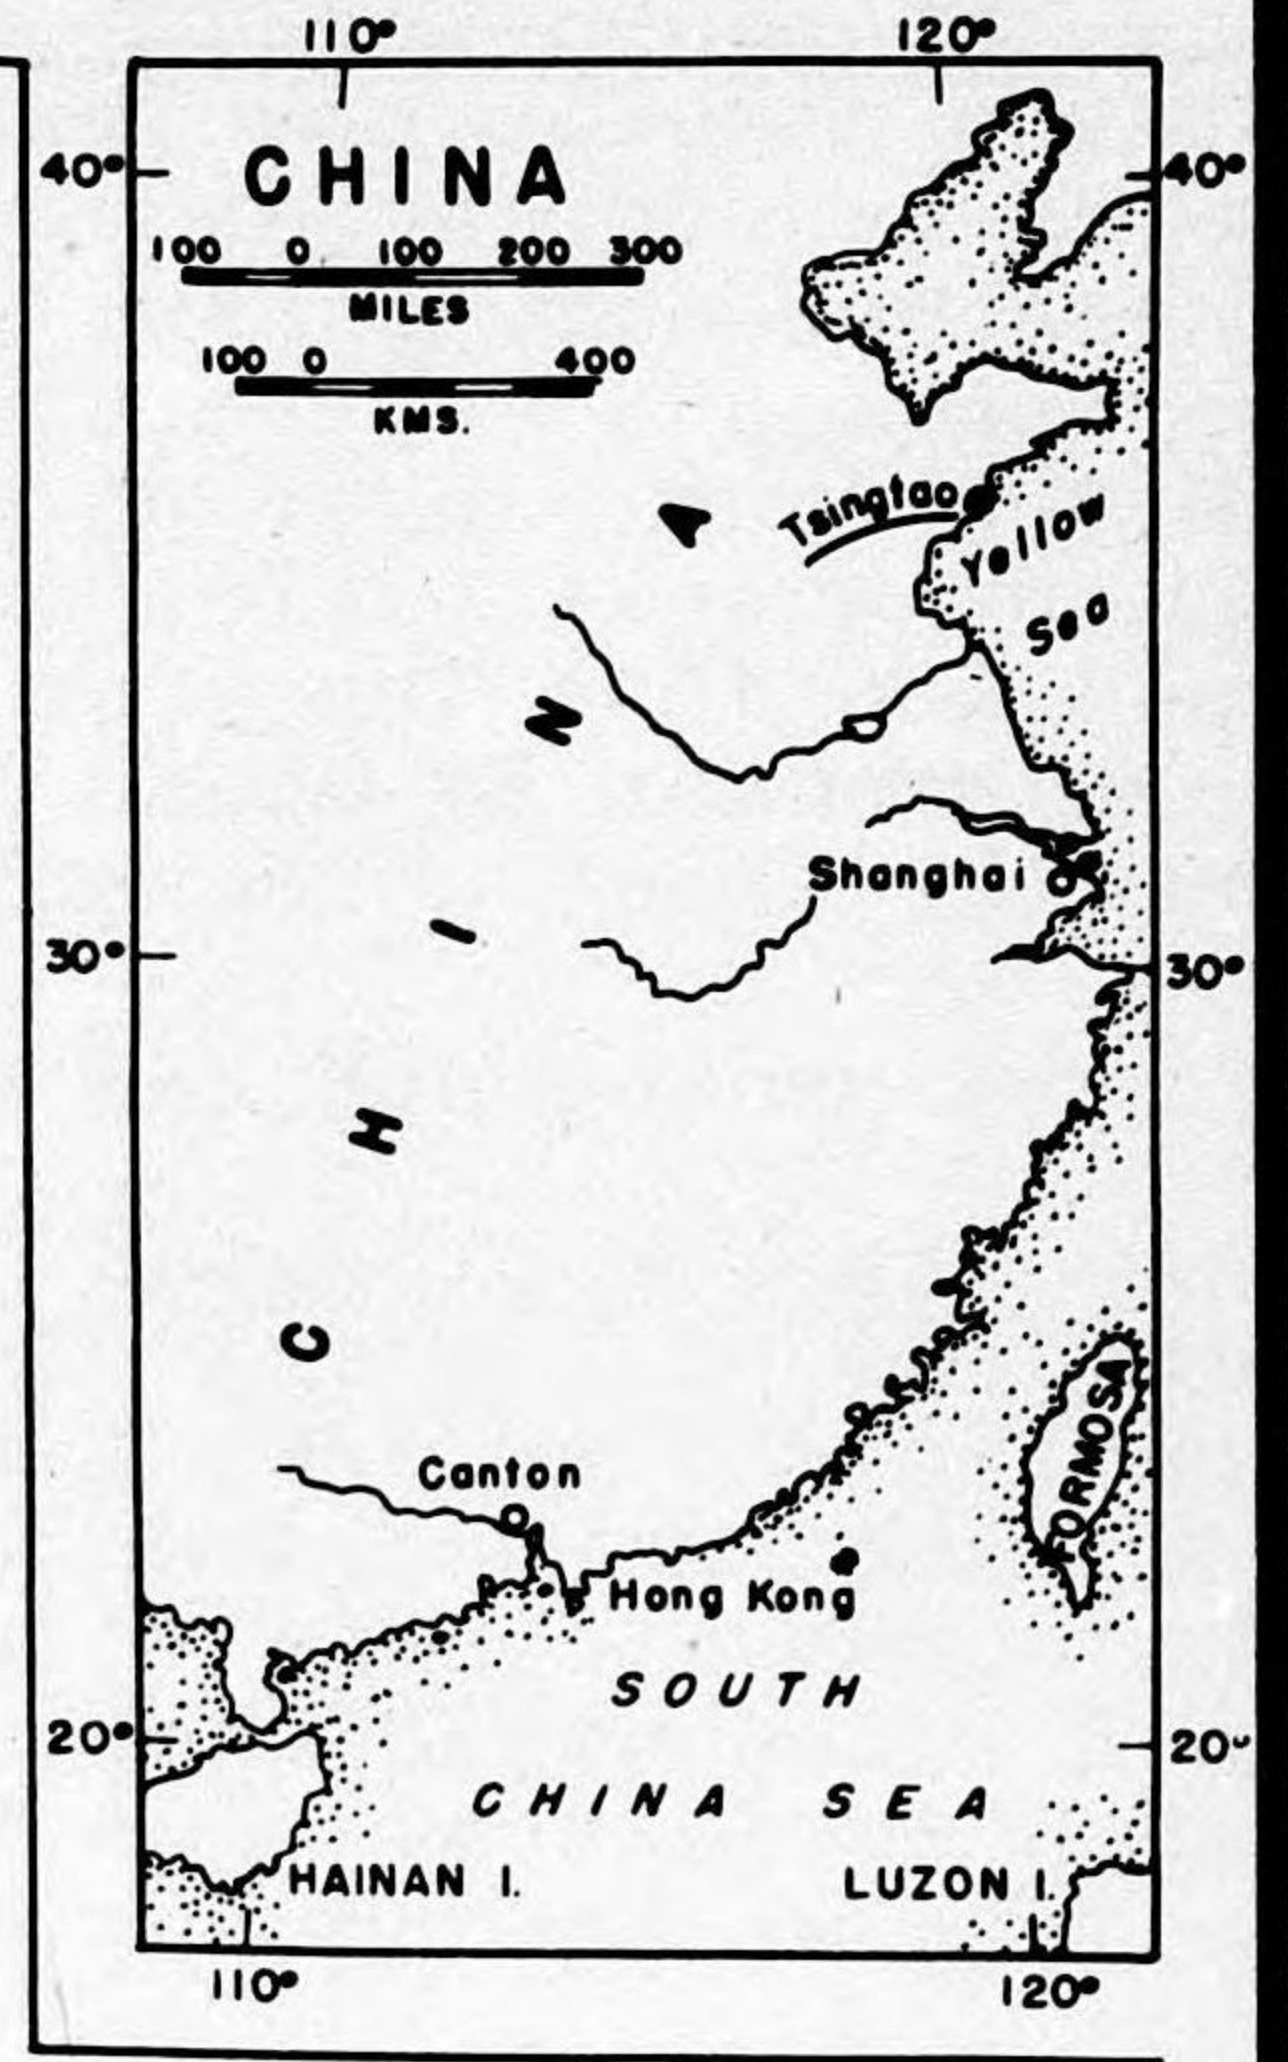 110° 120°
40° 40°
CHINA
100 0 100 200 300
MILES
100 0 400
KMS.
Tsingtao
Yellow
Sea
CHINA
Shanghai
30° 30°
Canton
Hong Kong
FORMOSA
SOUTH
20° 20°
CHINA SEA
HAINAN I. LUZON I.
110° 120°